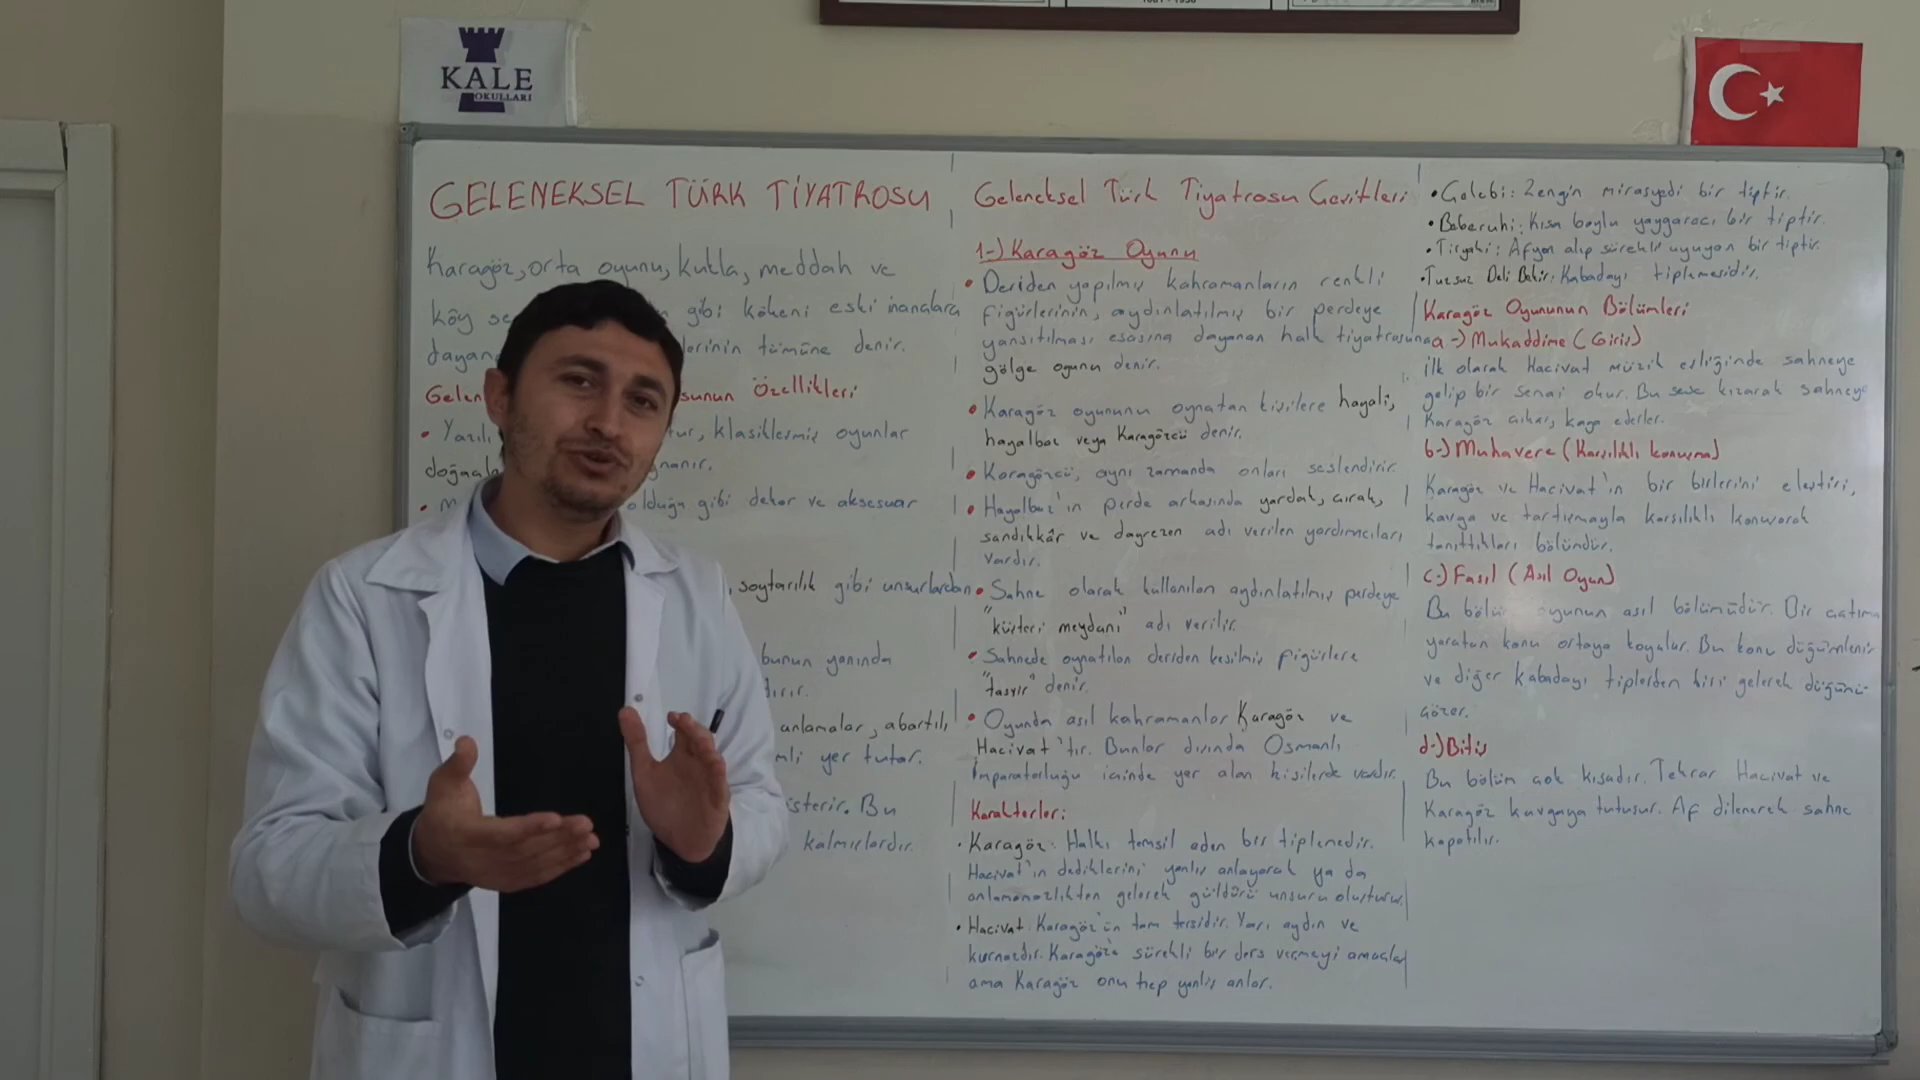 KALE
OKULLARI
GELENEKSEL TÜRK TİYATROSU
Karagöz, orta oyunu, kukla, meddah ve
köy se gibi kökeni eski inançlara
dayan lerinin tümüne denir.
Gelen sunun Özellikleri
• Yazılı tur, klasikleşmiş oyunlar
doğaçla ynanır.
• M olduğu gibi dekor ve aksesuar
, soytarılık gibi unsurlardan
bunun yanında
dırır.
anlamalar, abartılı
mli yer tutar.
österir. Bu
kalmışlardır.
Geleneksel Türk Tiyatrosu Çeşitleri
1-) Karagöz Oyunu
• Deriden yapılmış kahramanların renkli
figürlerinin, aydınlatılmış bir perdeye
yansıtılması esasına dayanan halk tiyatrosuna
gölge oyunu denir.
• Karagöz oyununu oynatan kişilere hayali,
hayalbaz veya Karagözcü denir.
• Karagözcü, aynı zamanda onları seslendirir.
• Hayalbaz'ın perde arkasında yardak, çırak,
sandıkkâr ve dayrezen adı verilen yardımcıları
vardır.
• Sahne olarak kullanılan aydınlatılmış perdeye
"küşteri meydanı" adı verilir.
• Sahnede oynatılan deriden kesilmiş figürlere
"tasvir" denir.
• Oyunda asıl kahramanlar Karagöz ve
Hacivat'tır. Bunlar dışında Osmanlı
İmparatorluğu içinde yer alan kişilerde vardır.
Karakterler:
• Karagöz: Halkı temsil eden bir tiplemedir.
Hacivat'ın dediklerini yanlış anlayarak ya da
anlamamazlıktan gelerek güldürü unsuru oluşturur.
• Hacivat: Karagöz'ün tam tersidir. Yarı aydın ve
kurnazdır. Karagöz'e sürekli bir ders vermeyi amaçlar
ama Karagöz onu hep yanlış anlar.
• Çelebi: Zengin mirasyedi bir tiptir.
• Beberuhi: Kısa boylu yaygaracı bir tiptir.
• Tiryaki: Afyon alıp sürekli uyuyan bir tiptir.
• Tuzsuz Deli Bekir: Kabadayı tiplemesidir.
Karagöz Oyununun Bölümleri
a-) Mukaddime (Giriş)
İlk olarak Hacivat müzik eşliğinde sahneye
gelip bir semai okur. Bu sese kızarak sahneye
Karagöz çıkar, kavga ederler.
b-) Muhavere (Karşılıklı konuşma)
Karagöz ve Hacivat'ın bir birlerini eleştiri,
kavga ve tartışmayla karşılıklı konuşarak
tanıttıkları bölümdür.
c-) Fasıl (Asıl Oyun)
Bu bölüm oyunun asıl bölümüdür. Bir çatışma
yaratan konu ortaya koyulur. Bu konu düğümlenir
ve diğer kabadayı tiplerden biri gelerek düğümü
çözer.
d-) Bitiş
Bu bölüm çok kısadır. Tekrar Hacivat ve
Karagöz kavgaya tutuşur. Af dilenerek sahne
kapatılır.